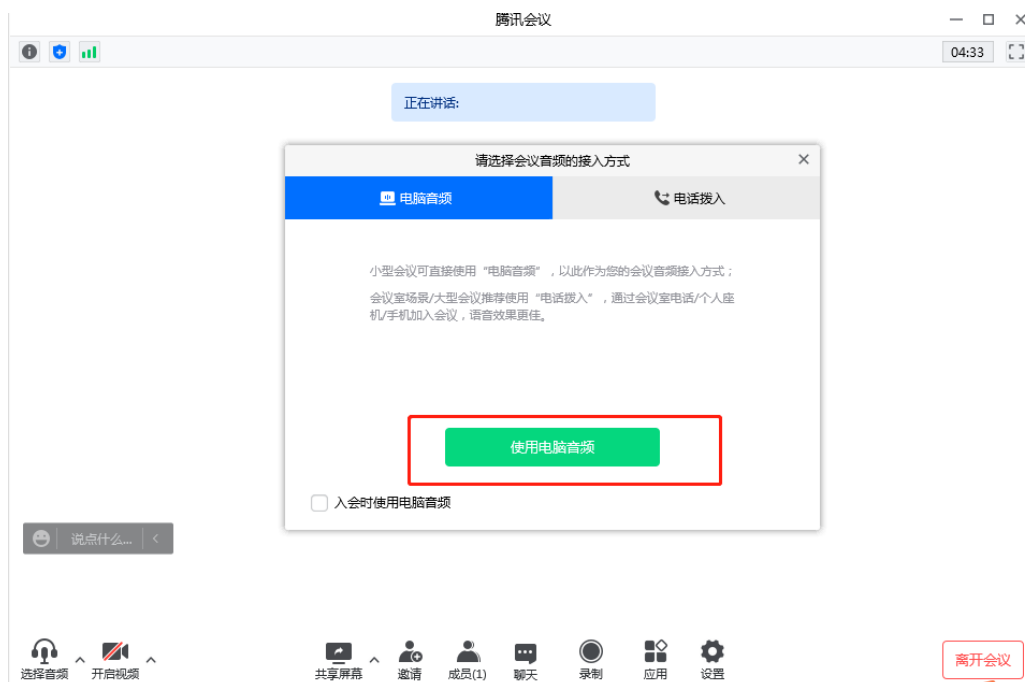 腾讯会议
04:33
正在讲话:
请选择会议音频的接入方式
电脑音频
电话拨入
小型会议可直接使用“电脑音频”，以此作为您的会议音频接入方式；
会议室场景/大型会议推荐使用“电话拨入”，通过会议室电话/个人座
机/手机加入会议，语音效果更佳。
使用电脑音频
入会时使用电脑音频
说点什么...
选择音频
开启视频
共享屏幕
邀请
成员(1)
聊天
录制
应用
设置
离开会议